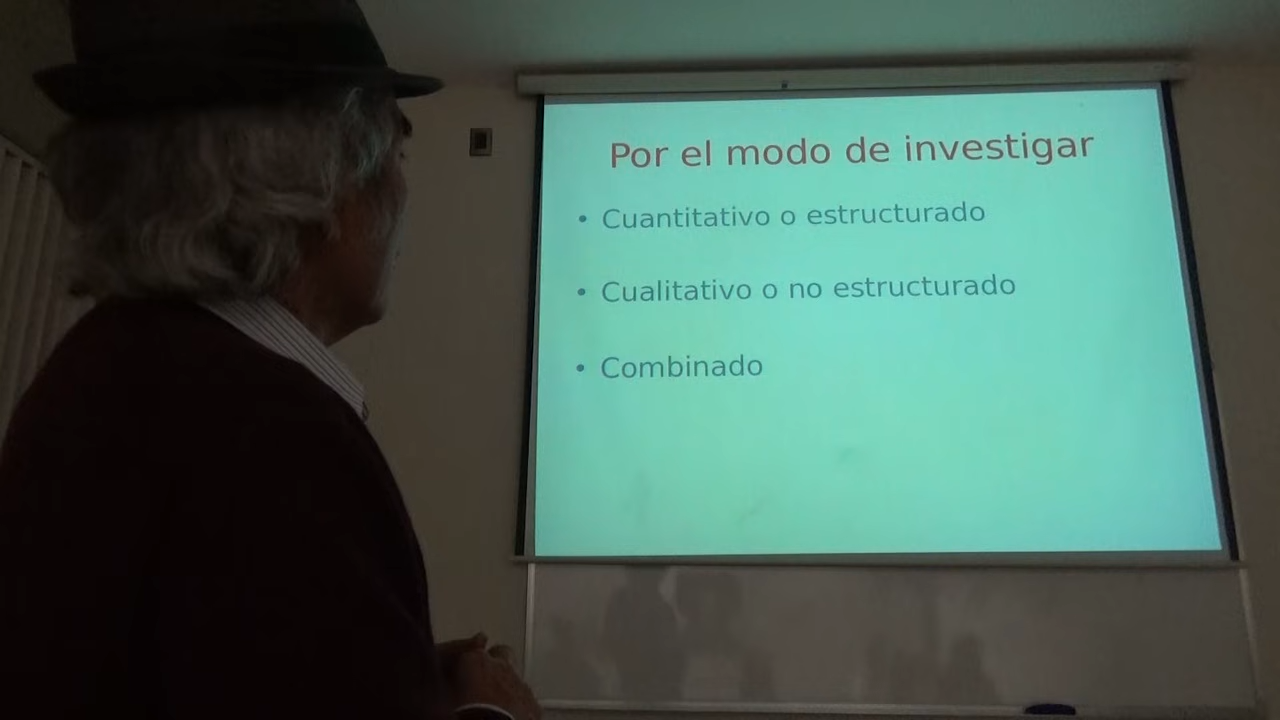 Por el modo de investigar
• Cuantitativo o estructurado
• Cualitativo o no estructurado
• Combinado